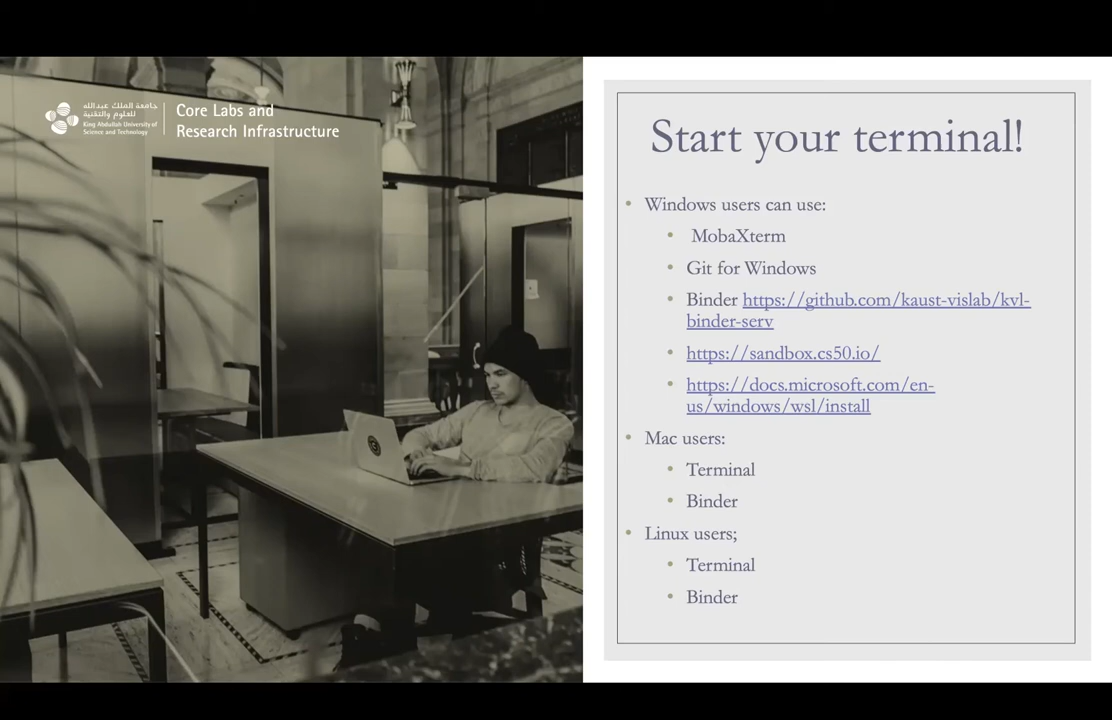 جامعة الملك عبدالله
للعلوم والتقنية
King Abdullah University of
Science and Technology
Core Labs and
Research Infrastructure
Start your terminal!
• Windows users can use:
• MobaXterm
• Git for Windows
• Binder https://github.com/kaust-vislab/kvl-
binder-serv
• https://sandbox.cs50.io/
• https://docs.microsoft.com/en-
us/windows/wsl/install
• Mac users:
• Terminal
• Binder
• Linux users;
• Terminal
• Binder